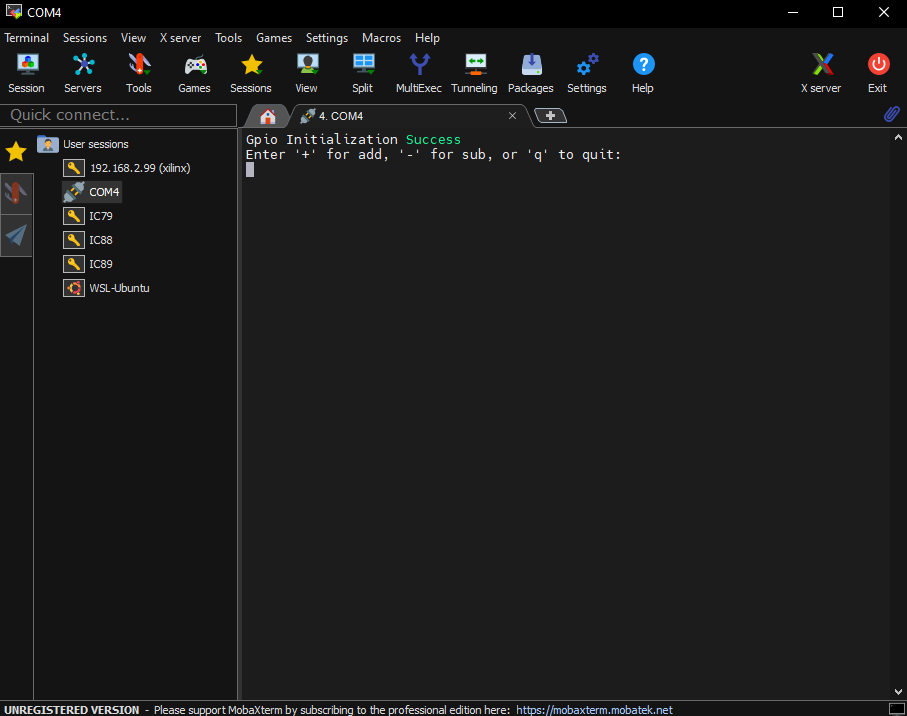 COM4
Terminal Sessions View X server Tools Games Settings Macros Help
Session Servers Tools Games Sessions View Split MultiExec Tunneling Packages Settings Help X server Exit
Quick connect...
4. COM4
User sessions
192.168.2.99 (xilinx)
COM4
IC79
IC88
IC89
WSL-Ubuntu
Gpio Initialization Success
Enter '+' for add, '-' for sub, or 'q' to quit:
UNREGISTERED VERSION - Please support MobaXterm by subscribing to the professional edition here: https://mobaxterm.mobatek.net